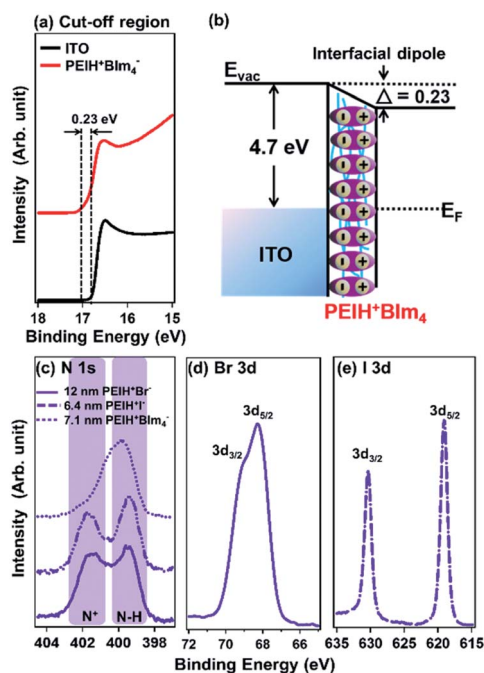 (a) Cut-off region
ITO
PEIH⁺BIm₄⁻
0.23 eV
Intensity (Arb. unit)
18 17 16 15
Binding Energy (eV)
(b)
Interfacial dipole
Evac
Δ = 0.23
4.7 eV
EF
ITO
PEIH⁺BIm₄
(c) N 1s
12 nm PEIH⁺Br⁻
6.4 nm PEIH⁺I⁻
7.1 nm PEIH⁺BIm₄⁻
Intensity (Arb. unit)
N⁺ N-H
404 402 400 398
(d) Br 3d
3d₃/₂
3d₅/₂
72 70 68 66
(e) I 3d
3d₃/₂
3d₅/₂
635 630 625 620 615
Binding Energy (eV)